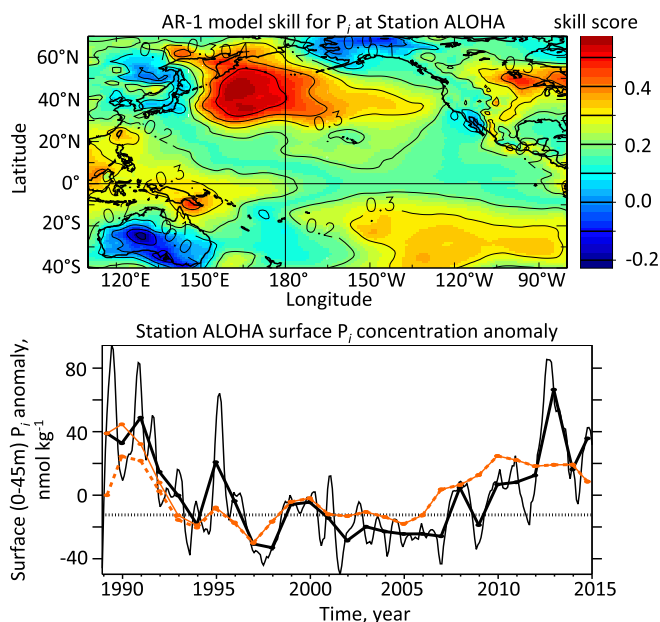 AR-1 model skill for Pi at Station ALOHA
skill score
60°N
40°N
20°N
0°
20°S
40°S
Latitude
120°E
150°E
180°
150°W
120°W
90°W
Longitude
0.4
0.2
0.0
-0.2
0.4
0.3
0.2
0.3
0.3
0.3
0.2
Station ALOHA surface Pi concentration anomaly
Surface (0-45m) Pi anomaly,
nmol kg-1
80
40
0
-40
1990
1995
2000
2005
2010
2015
Time, year